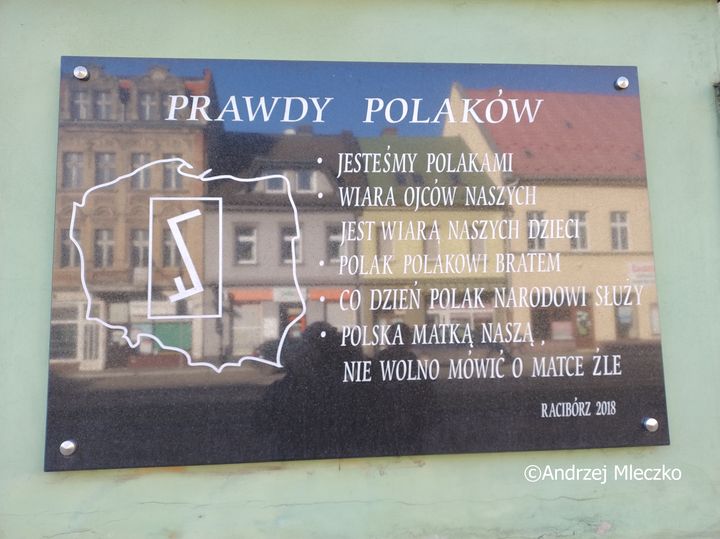 PRAWDY POLAKÓW
• JESTEŚMY POLAKAMI
• WIARA OJCÓW NASZYCH
JEST WIARĄ NASZYCH DZIECI
• POLAK POLAKOWI BRATEM
• CO DZIEŃ POLAK NARODOWI SŁUŻY
• POLSKA MATKĄ NASZĄ,
NIE WOLNO MÓWIĆ O MATCE ŹLE
RACIBÓRZ 2018
©Andrzej Mleczko